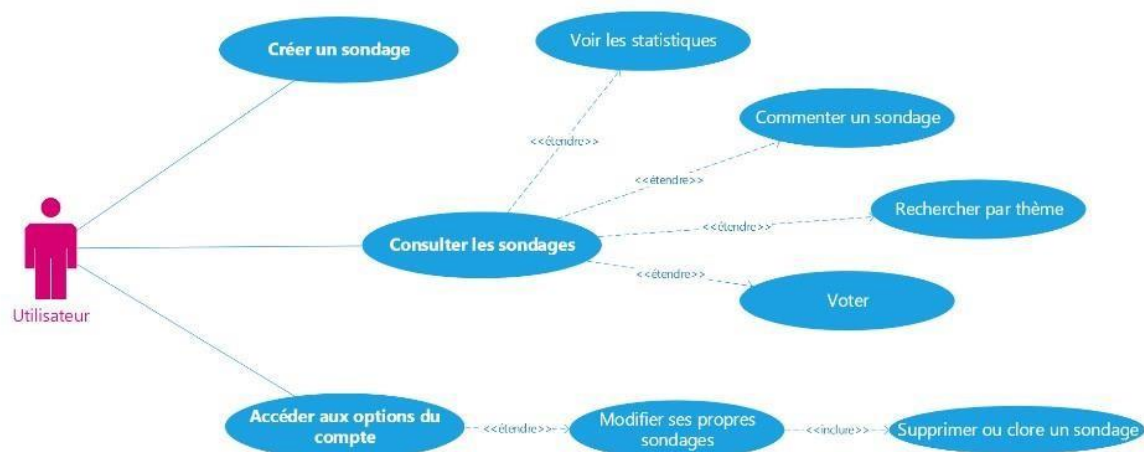 Créer un sondage
Voir les statistiques
Commenter un sondage
<<étendre>>
<<étendre>>
Rechercher par thème
<<étendre>>
Consulter les sondages
<<étendre>>
Voter
Utilisateur
Accéder aux options du
compte
<<étendre>>
Modifier ses propres
sondages
<<inclure>>
Supprimer ou clore un sondage